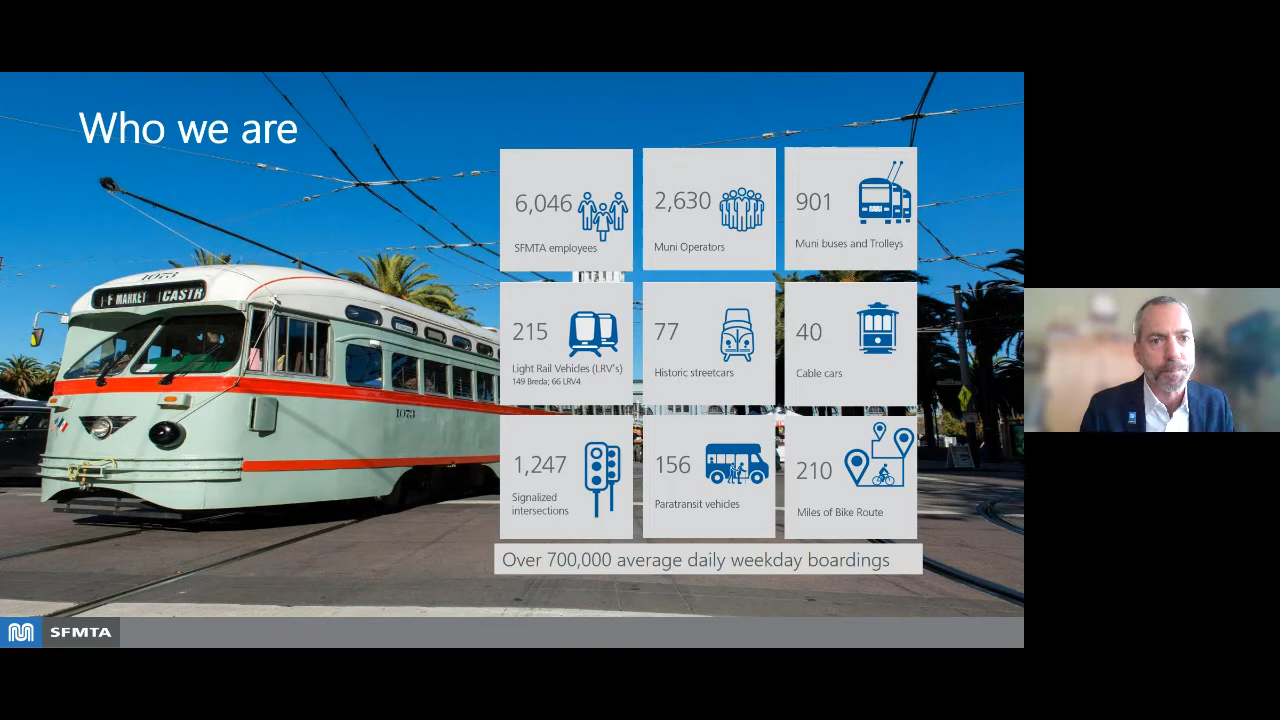 Who we are
6,046
SFMTA employees
2,630
Muni Operators
901
Muni buses and Trolleys
215
Light Rail Vehicles (LRV's)
149 Breda; 66 LRV4
77
Historic streetcars
40
Cable cars
1,247
Signalized
intersections
156
Paratransit vehicles
210
Miles of Bike Route
Over 700,000 average daily weekday boardings
1073
F MARKET
CASTR
1073
SFMTA